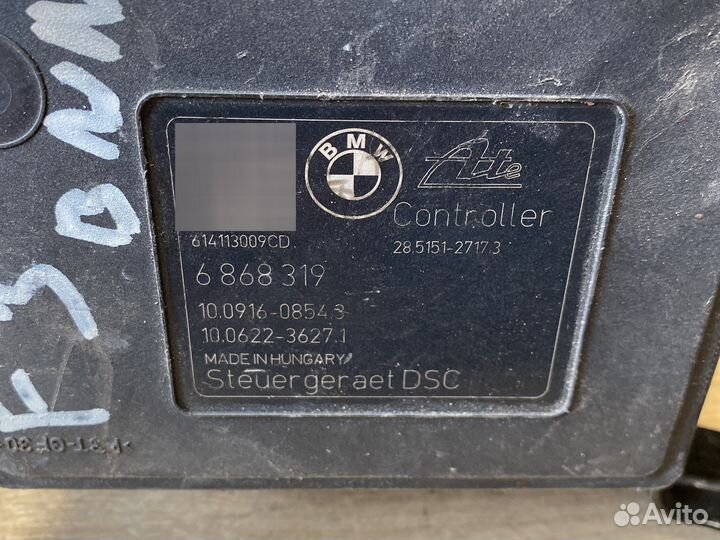 BMW
Ate
Controller
614113009CD
28.5151-2717.3
6 868 319
10.0916-0854.3
10.0622-3627.1
MADE IN HUNGARY
Steuergeraet DSC
Avito